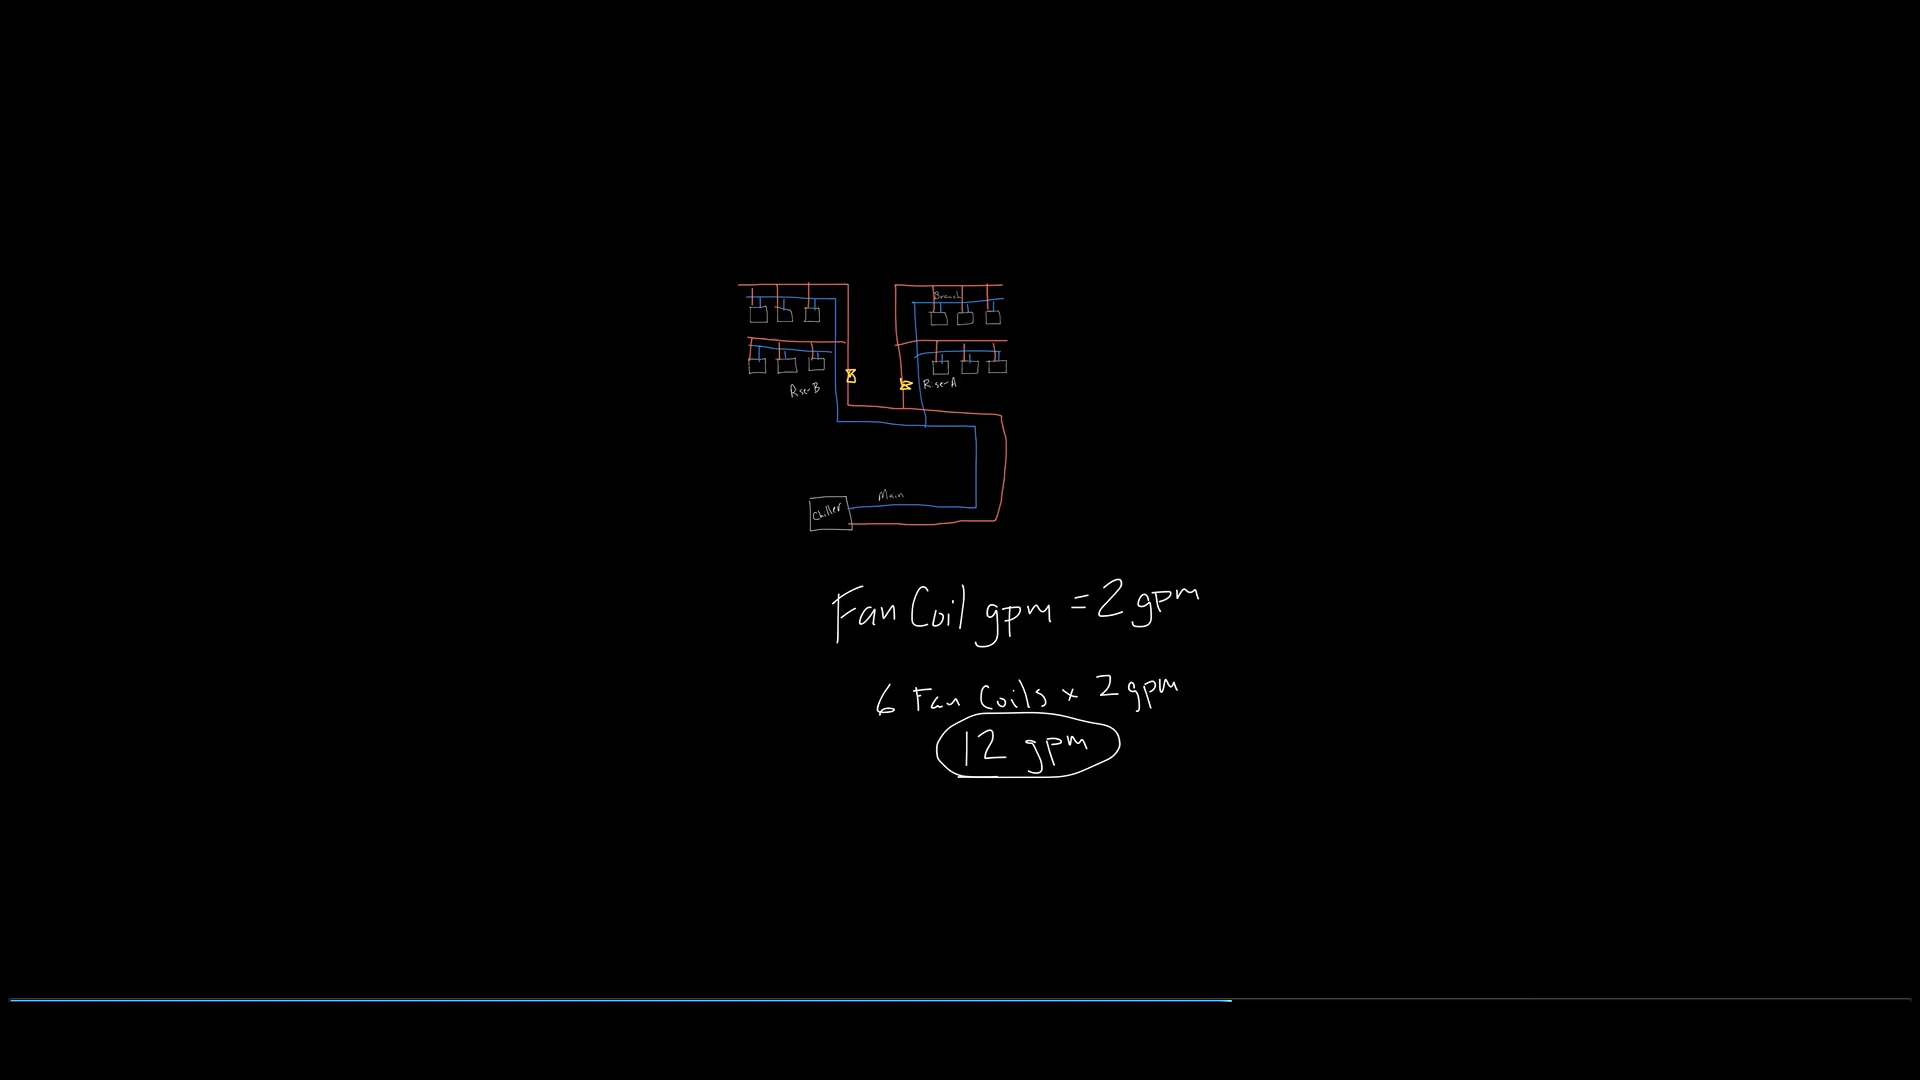 Branch
Riser B
Riser A
Main
Chiller
Fan Coil gpm = 2 gpm
6 Fan Coils x 2 gpm
12 gpm